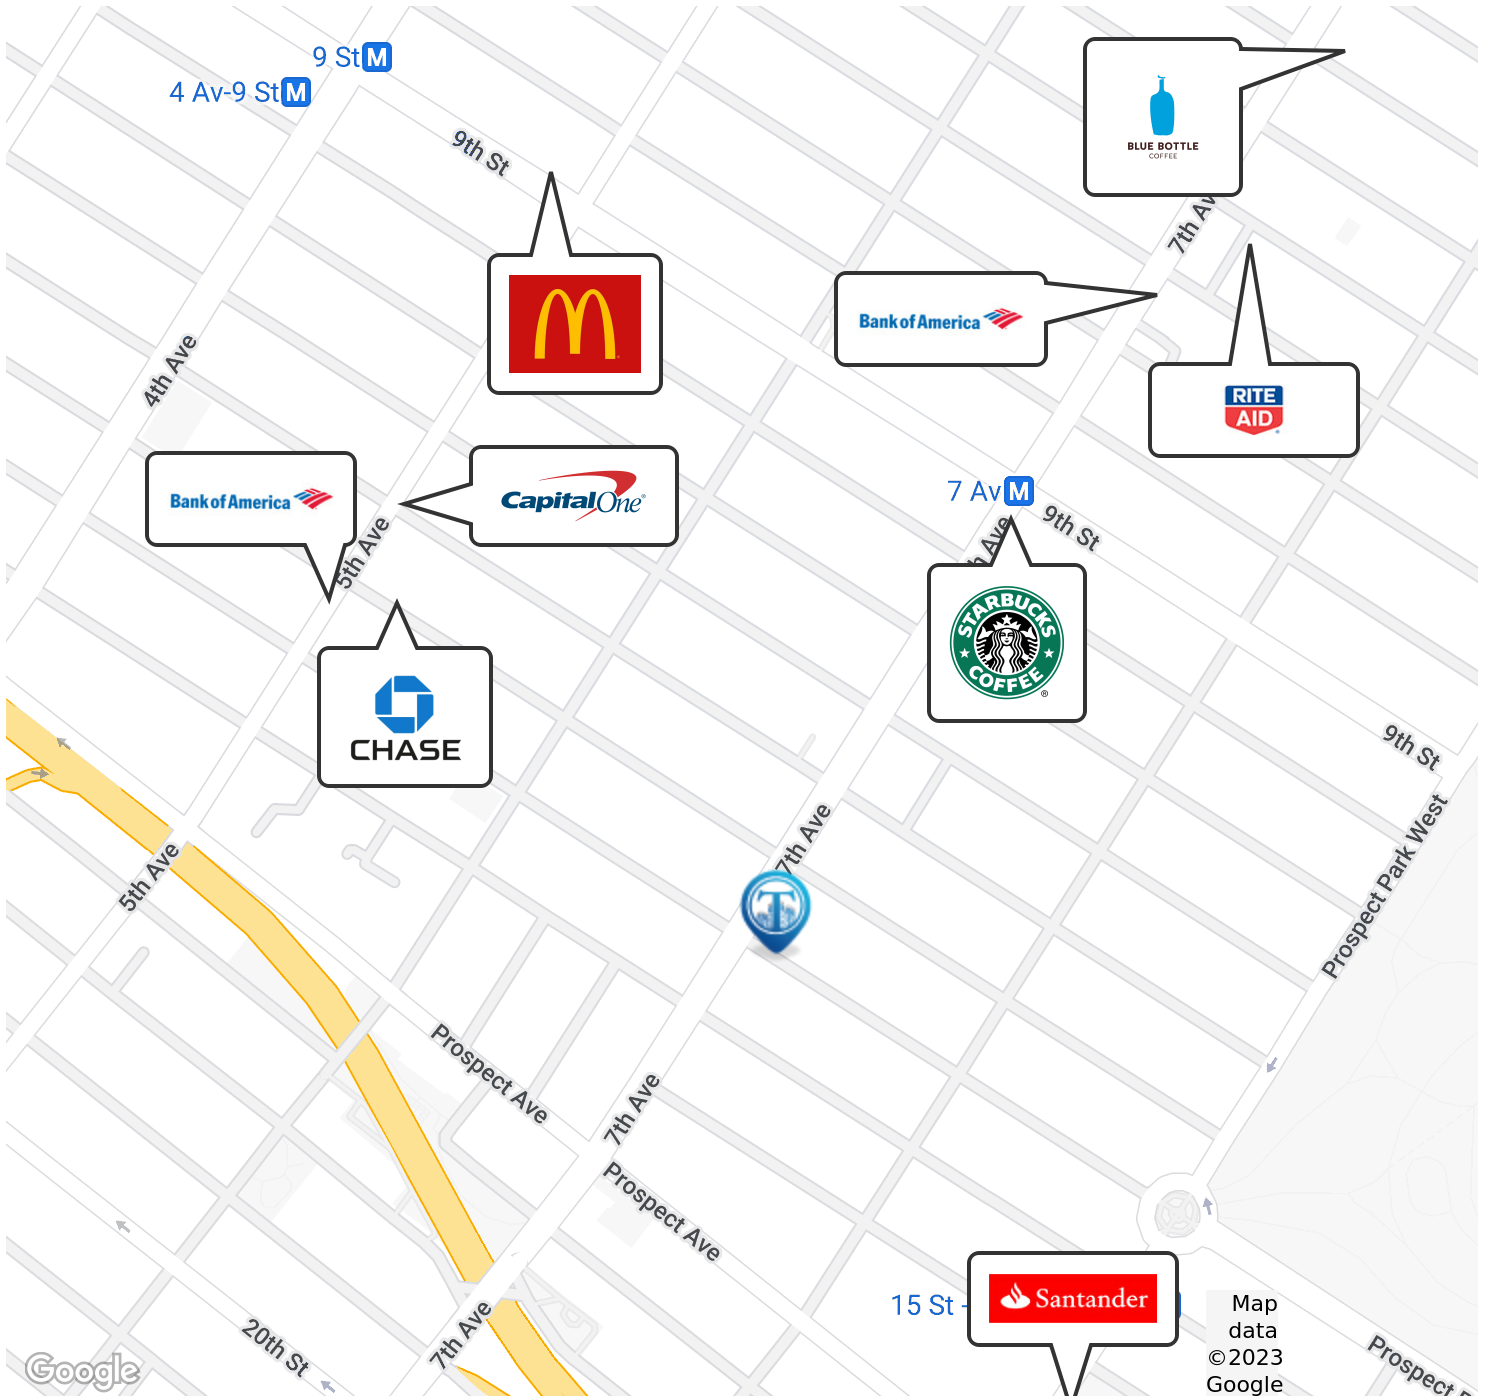 9 St M
4 Av-9 St M
9th St
BLUE BOTTLE
COFFEE
7th Av
Bank of America
4th Ave
RITE
AID
Bank of America
CapitalOne
7 Av M
9th St
5th Ave
h Ave
STARBUCKS
COFFEE
CHASE
9th St
7th Ave
Prospect Park West
5th Ave
T
Prospect Ave
7th Ave
Prospect Ave
15 St -
Santander
Map
data
©2023
Google
20th St
7th Ave
Prospect
Google